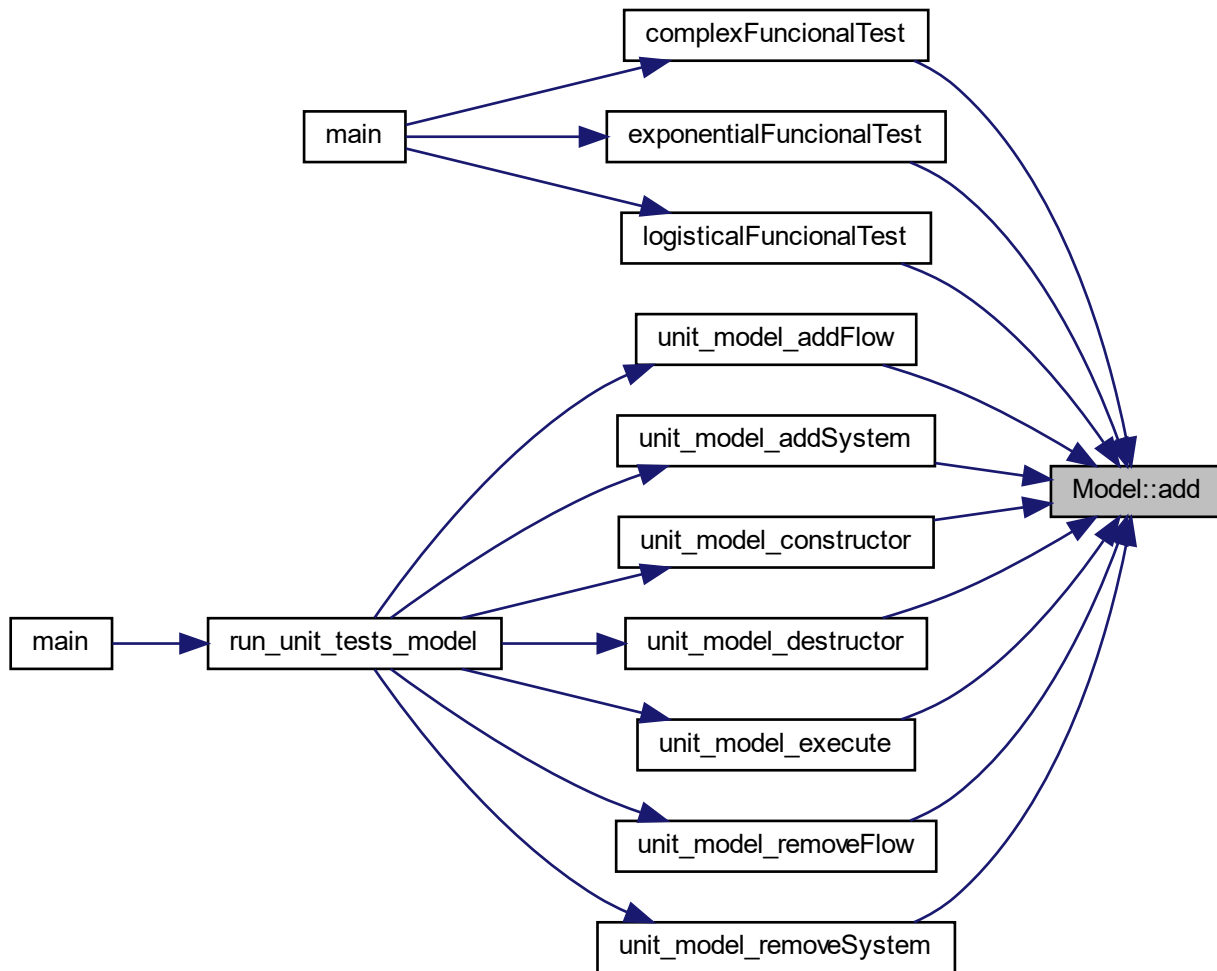 complexFuncionalTest
main
exponentialFuncionalTest
logisticalFuncionalTest
unit_model_addFlow
unit_model_addSystem
Model::add
unit_model_constructor
main
run_unit_tests_model
unit_model_destructor
unit_model_execute
unit_model_removeFlow
unit_model_removeSystem